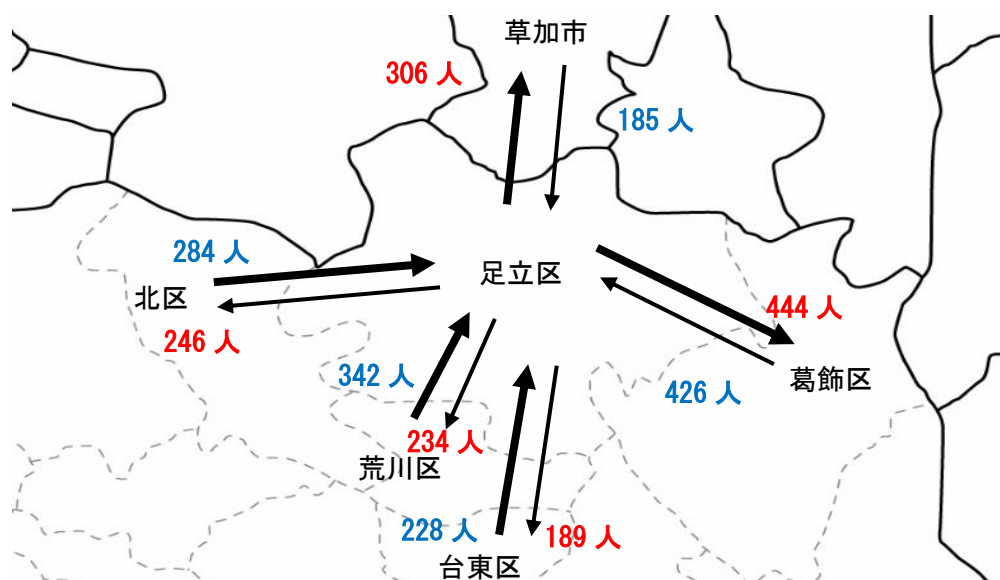 草加市
306 人
185 人
284 人
足立区
北区
444 人
246 人
342 人
葛飾区
426 人
234 人
荒川区
228 人
189 人
台東区